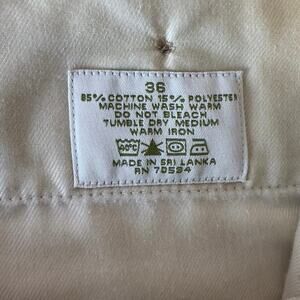 36
85% COTTON 15% POLYESTER
MACHINE WASH WARM
DO NOT BLEACH
TUMBLE DRY MEDIUM
WARM IRON
40°C
MADE IN SRI LANKA
RN 70594